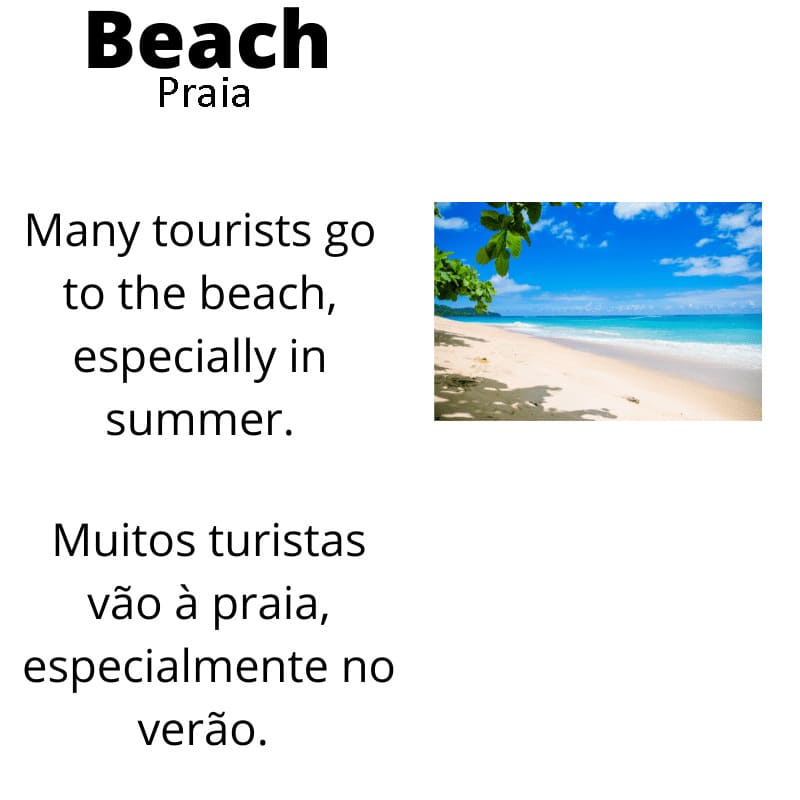 Beach
Praia
Many tourists go
to the beach,
especially in
summer.
Muitos turistas
vão à praia,
especialmente no
verão.